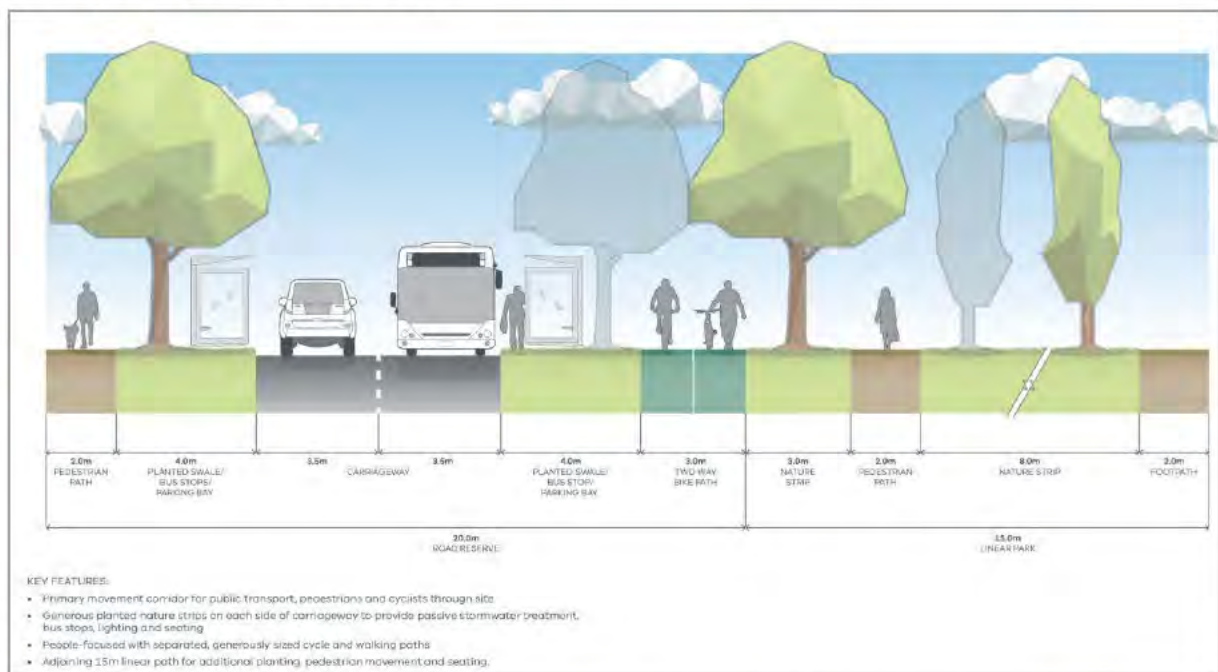 2.0m
PEDESTRIAN
PATH
4.0m
PLANTED SWALE/
BUS STOPS/
PARKING BAY
3.5m
CARRIAGEWAY
3.5m
4.0m
PLANTED SWALE/
BUS STOP/
PARKING BAY
3.0m
TWO WAY
BIKE PATH
3.0m
NATURE
STRIP
2.0m
PEDESTRIAN
PATH
8.0m
NATURE STRIP
2.0m
FOOTPATH
20.0m
ROAD RESERVE
15.0m
LINEAR PARK
KEY FEATURES:
• Primary movement corridor for public transport, pedestrians and cyclists through site
• Generous planted nature strips on each side of carriageway to provide passive stormwater treatment,
bus stops, lighting and seating
• People-focused with separated, generously sized cycle and walking paths
• Adjoining 15m linear path for additional planting, pedestrian movement and seating.